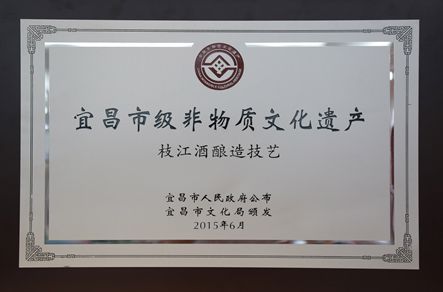 宜昌市级非物质文化遗产
枝江酒酿造技艺
宜昌市人民政府公布
宜昌市文化局颁发
2015年6月